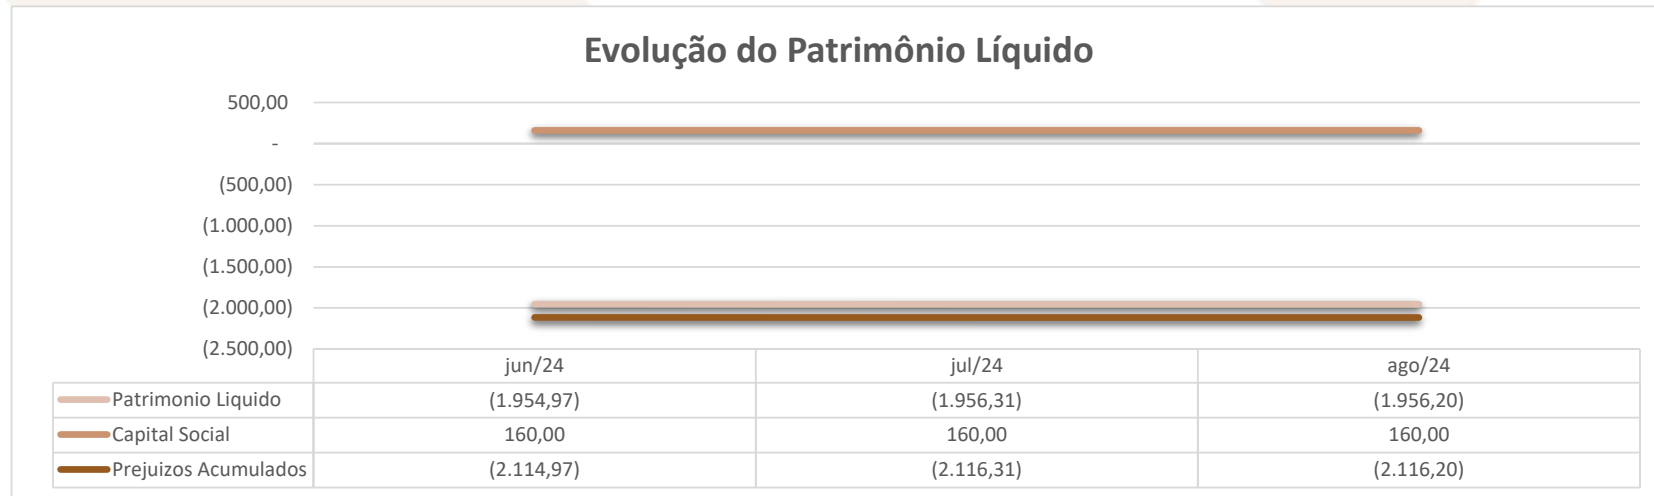 Evolução do Patrimônio Líquido
500,00
-
(500,00)
(1.000,00)
(1.500,00)
(2.000,00)
(2.500,00)
jun/24 jul/24 ago/24
Patrimonio Liquido (1.954,97) (1.956,31) (1.956,20)
Capital Social 160,00 160,00 160,00
Prejuizos Acumulados (2.114,97) (2.116,31) (2.116,20)